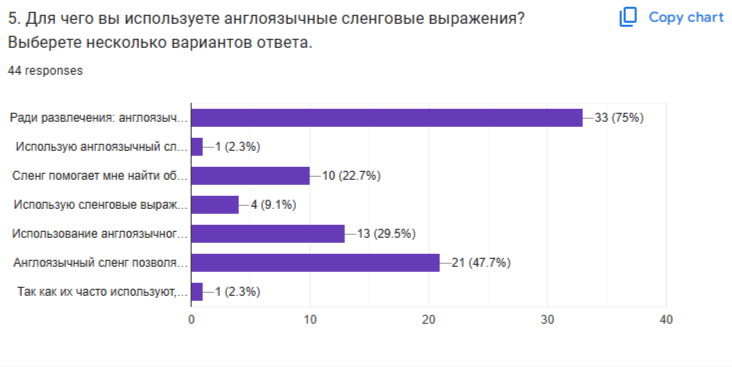 5. Для чего вы используете англоязычные сленговые выражения?
Выберете несколько вариантов ответа.
Copy chart
44 responses
Ради развлечения: англоязыч...
33 (75%)
Использую англоязычный сл...
1 (2.3%)
Сленг помогает мне найти об...
10 (22.7%)
Использую сленговые выраж...
4 (9.1%)
Использование англоязычног...
13 (29.5%)
Англоязычный сленг позволя...
21 (47.7%)
Так как их часто используют,...
1 (2.3%)
0 10 20 30 40